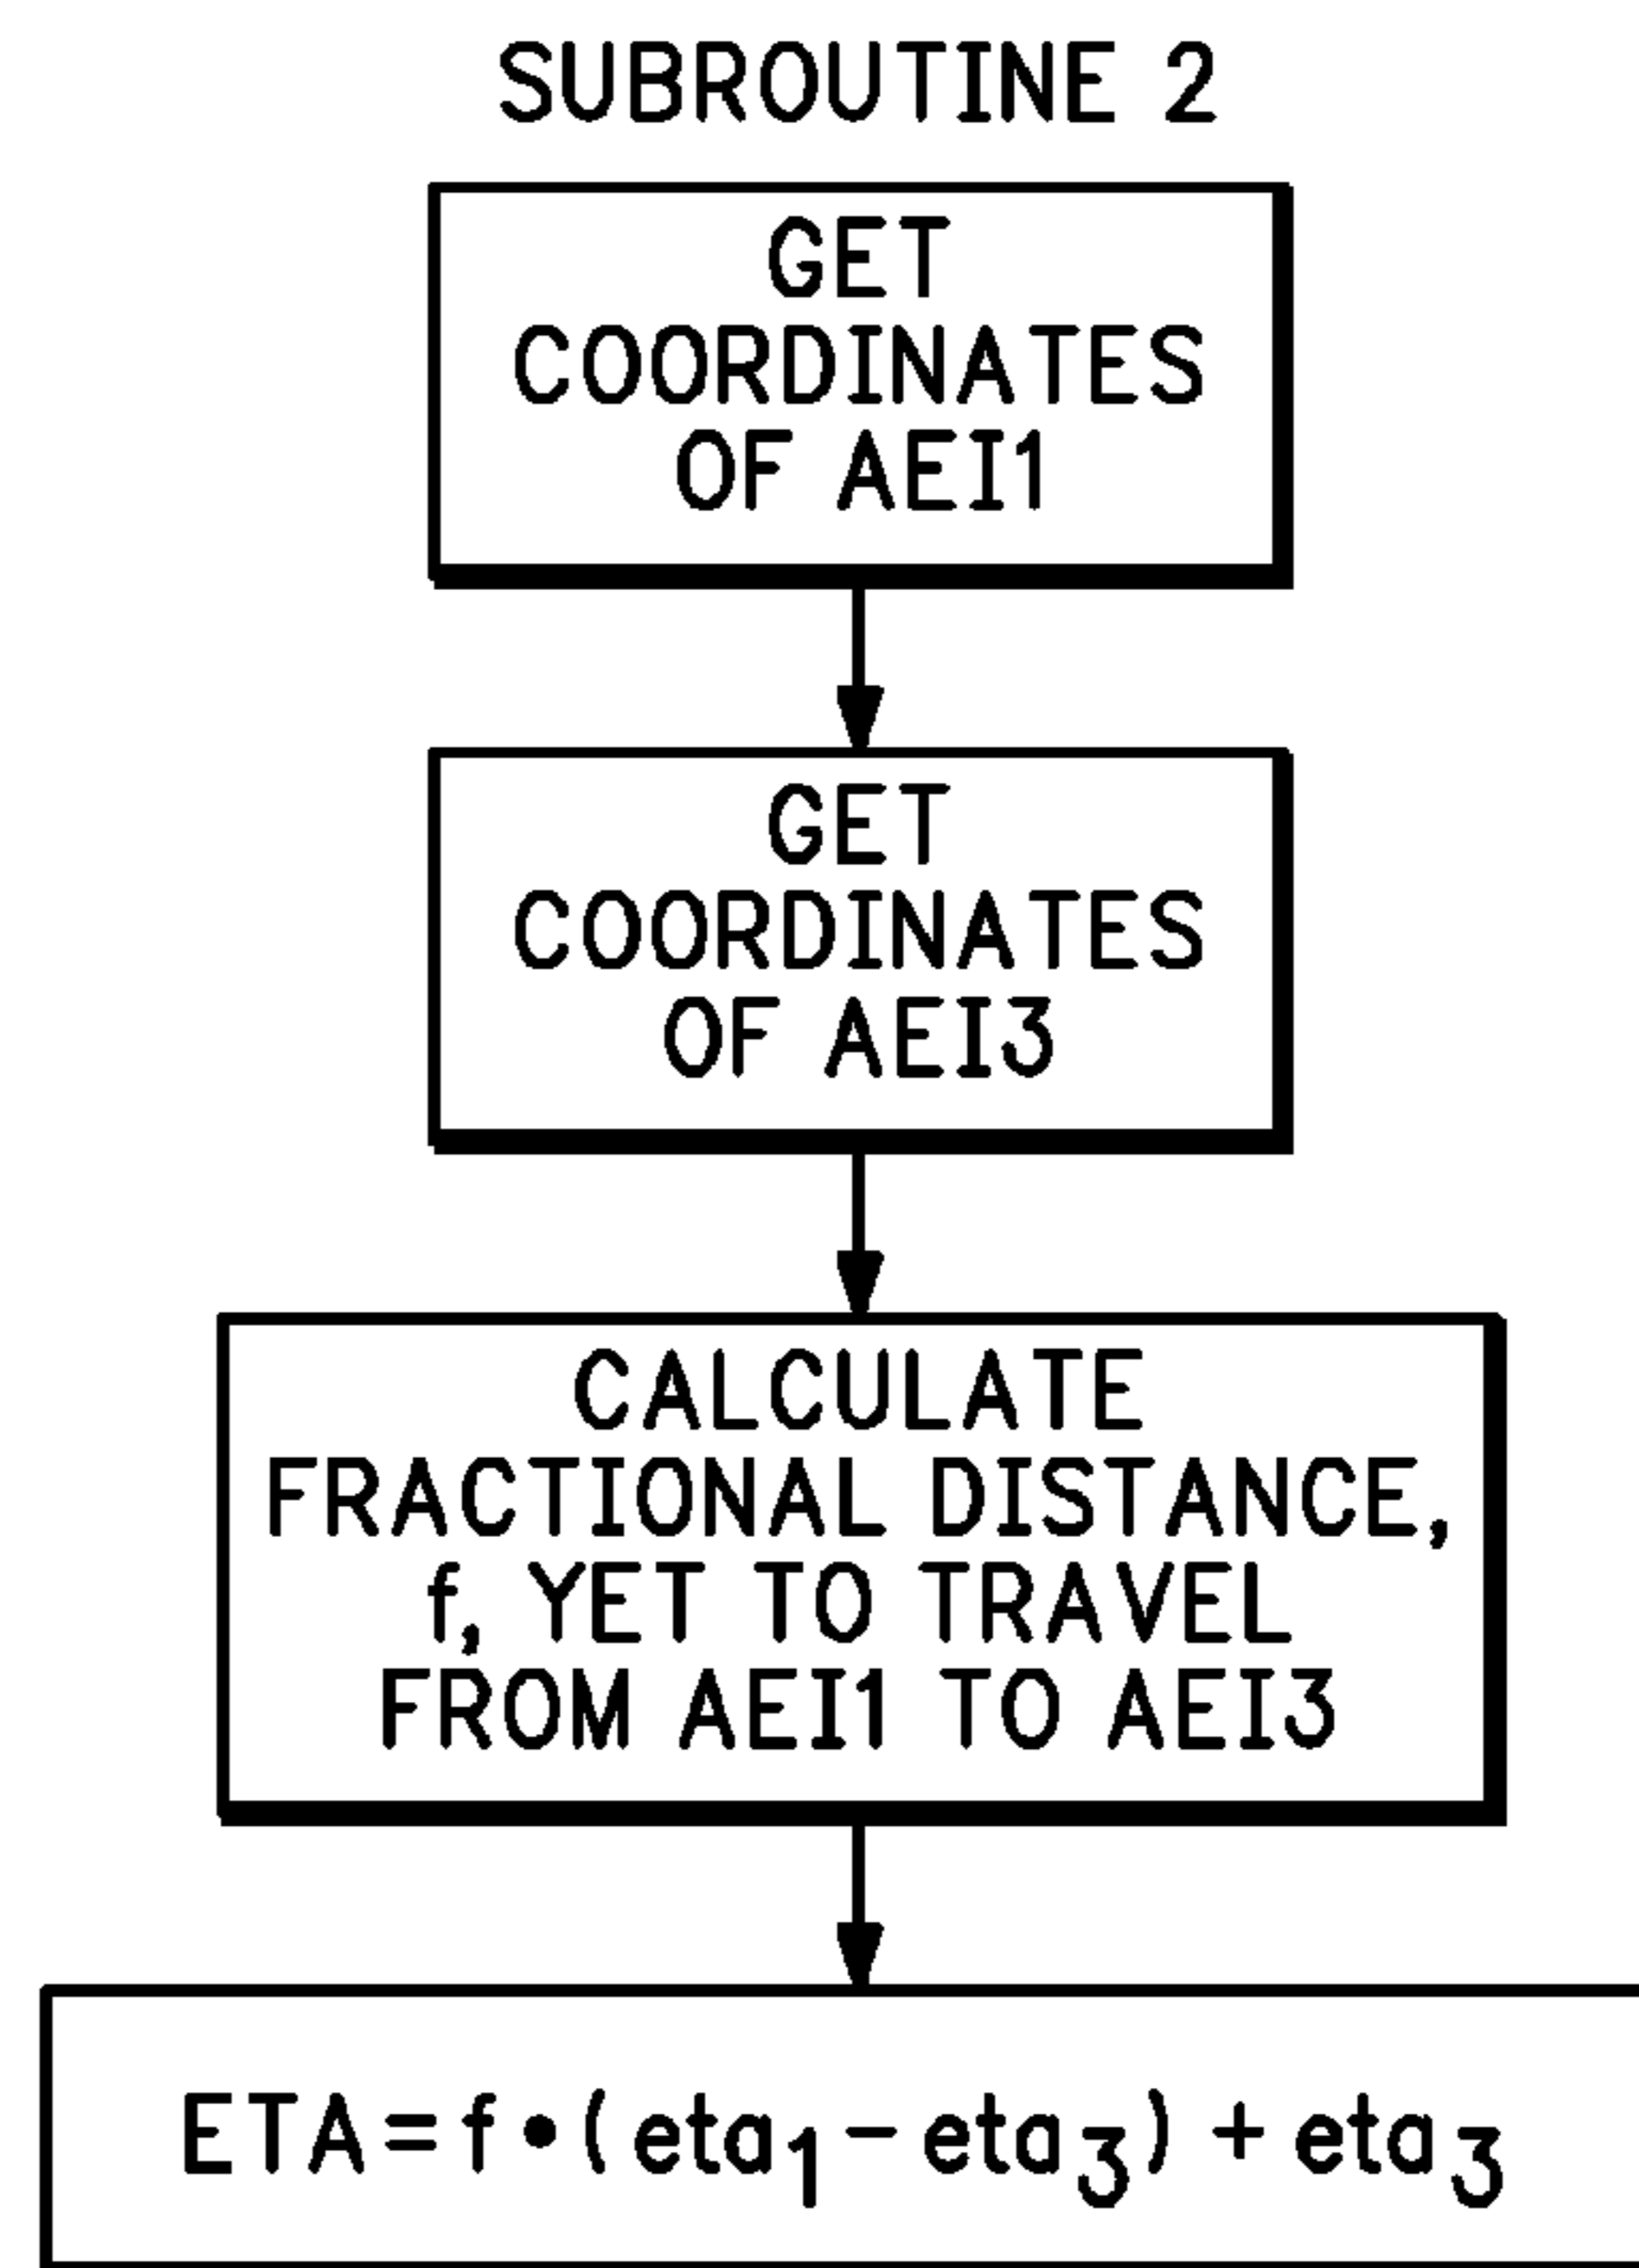 SUBROUTINE 2
GET
COORDINATES
OF AEI1
GET
COORDINATES
OF AEI3
CALCULATE
FRACTIONAL DISTANCE,
f, YET TO TRAVEL
FROM AEI1 TO AEI3
ETA=f•(eta₁− eta₃) + eta₃